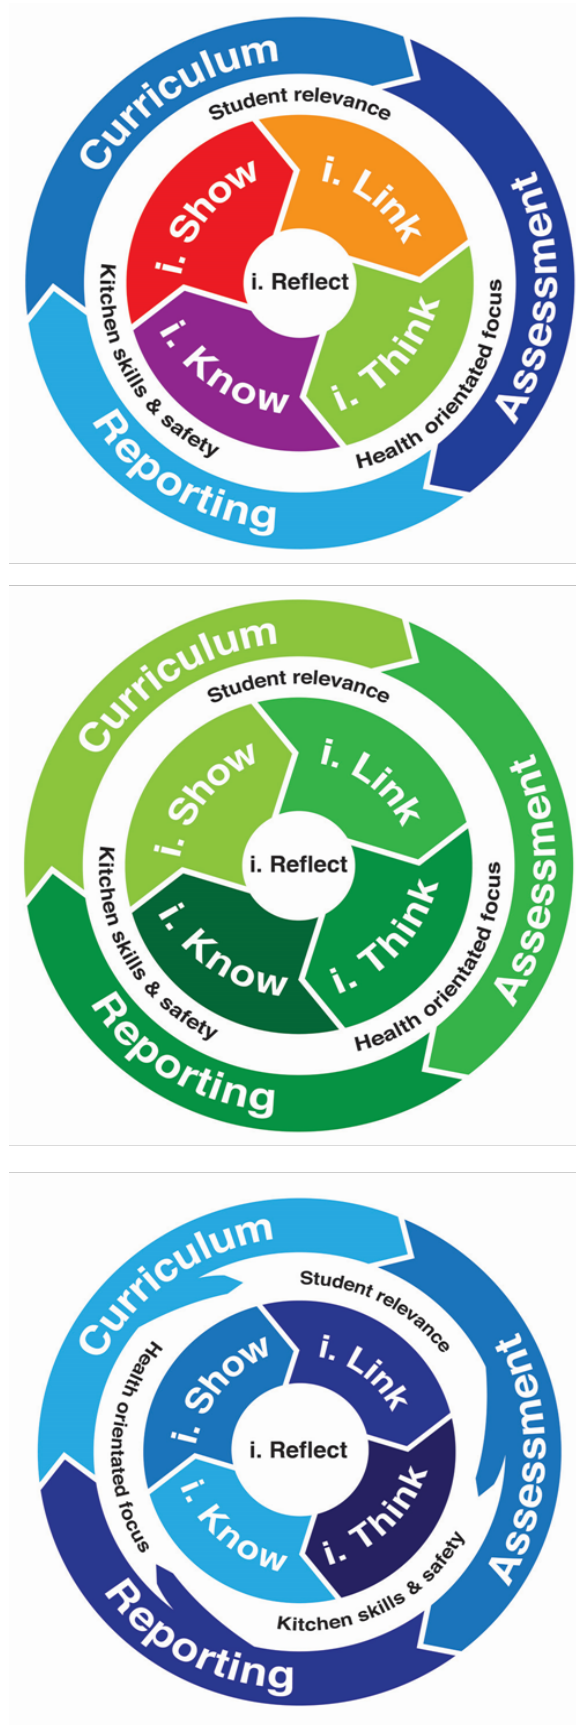 Curriculum
Assessment
Reporting
Student relevance
Health orientated focus
Kitchen skills & safety
i. Show
i. Link
i. Think
i. Know
i. Reflect
Curriculum
Assessment
Reporting
Student relevance
Health orientated focus
Kitchen skills & safety
i. Show
i. Link
i. Think
i. Know
i. Reflect
Curriculum
Assessment
Reporting
Student relevance
Kitchen skills & safety
Health orientated focus
i. Show
i. Link
i. Think
i. Know
i. Reflect